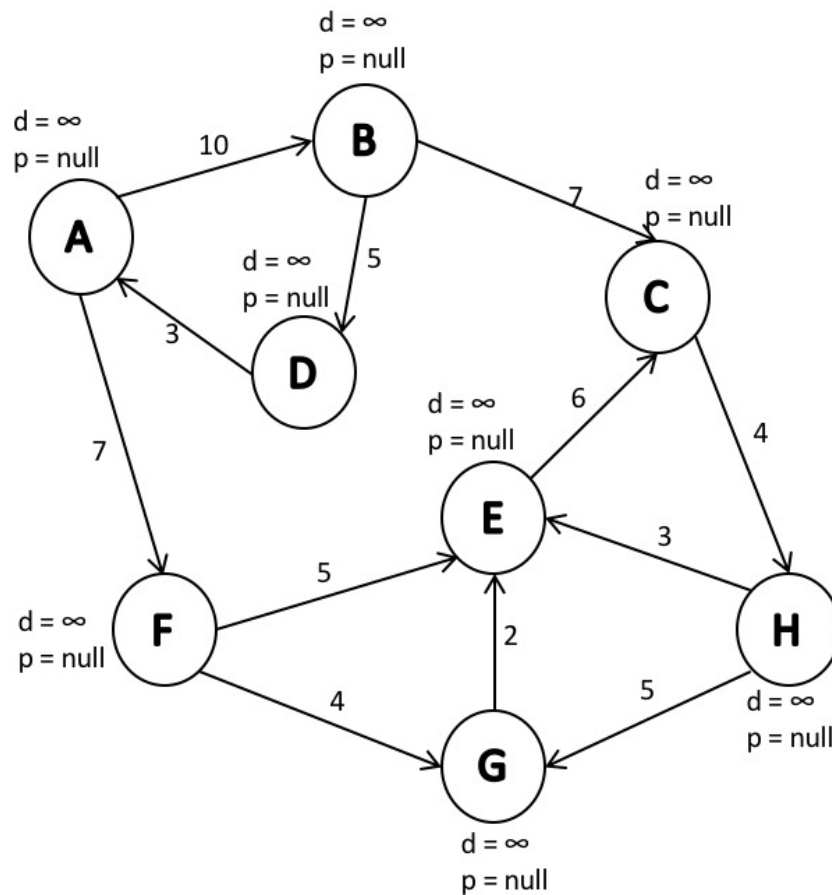 d = ∞
p = null
B
d = ∞
p = null
A
10
7
d = ∞
p = null
C
5
d = ∞
p = null
D
3
7
6
4
d = ∞
p = null
E
3
5
d = ∞
p = null
F
2
H
d = ∞
p = null
4
5
G
d = ∞
p = null